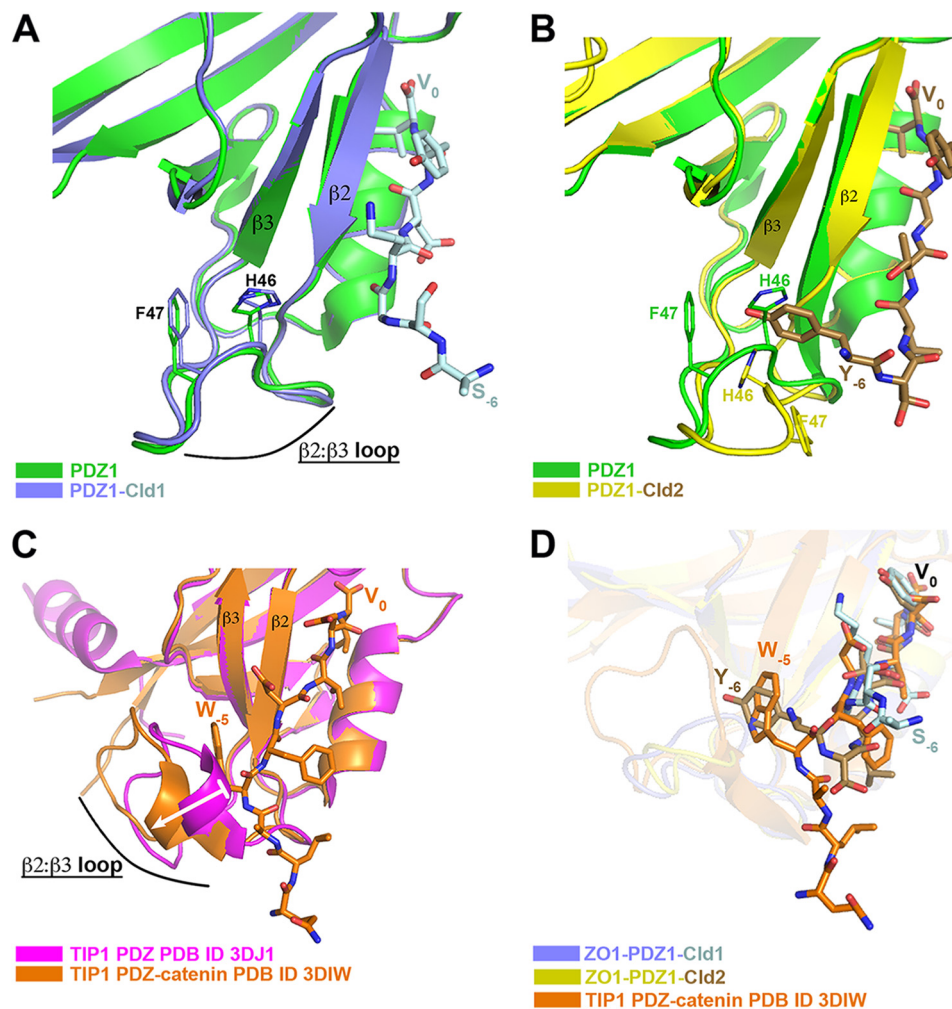 A
V0
β2
β3
H46
F47
S-6
β2:β3 loop
PDZ1
PDZ1-Cld1
B
V0
β2
β3
H46
F47
Y-6
H46
F47
PDZ1
PDZ1-Cld2
C
V0
β3
β2
W-5
β2:β3 loop
TIP1 PDZ PDB ID 3DJ1
TIP1 PDZ-catenin PDB ID 3DIW
D
V0
W-5
Y-6
S-6
ZO1-PDZ1-Cld1
ZO1-PDZ1-Cld2
TIP1 PDZ-catenin PDB ID 3DIW